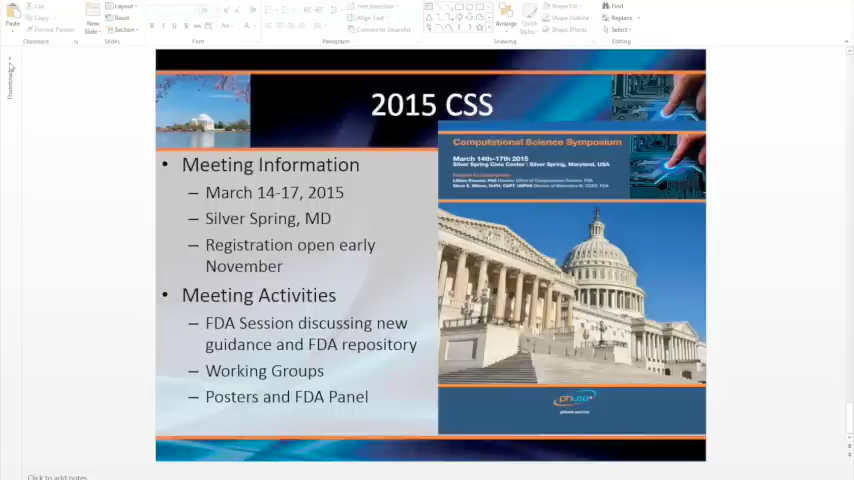 Cut
Copy
Format Painter
Paste
Clipboard
New
Slide
Layout
Reset
Section
Slides
Font
Text Direction
Align Text
Convert to SmartArt
Paragraph
Arrange
Quick
Styles
Shape Fill
Shape Outline
Shape Effects
Drawing
Find
Replace
Select
Editing
Thumbnails
2015 CSS
• Meeting Information
– March 14-17, 2015
– Silver Spring, MD
– Registration open early
November
• Meeting Activities
– FDA Session discussing new
guidance and FDA repository
– Working Groups
– Posters and FDA Panel
Computational Science Symposium
March 14th-17th 2015
Silver Spring Civic Center | Silver Spring, Maryland, USA
phuse
Click to add notes